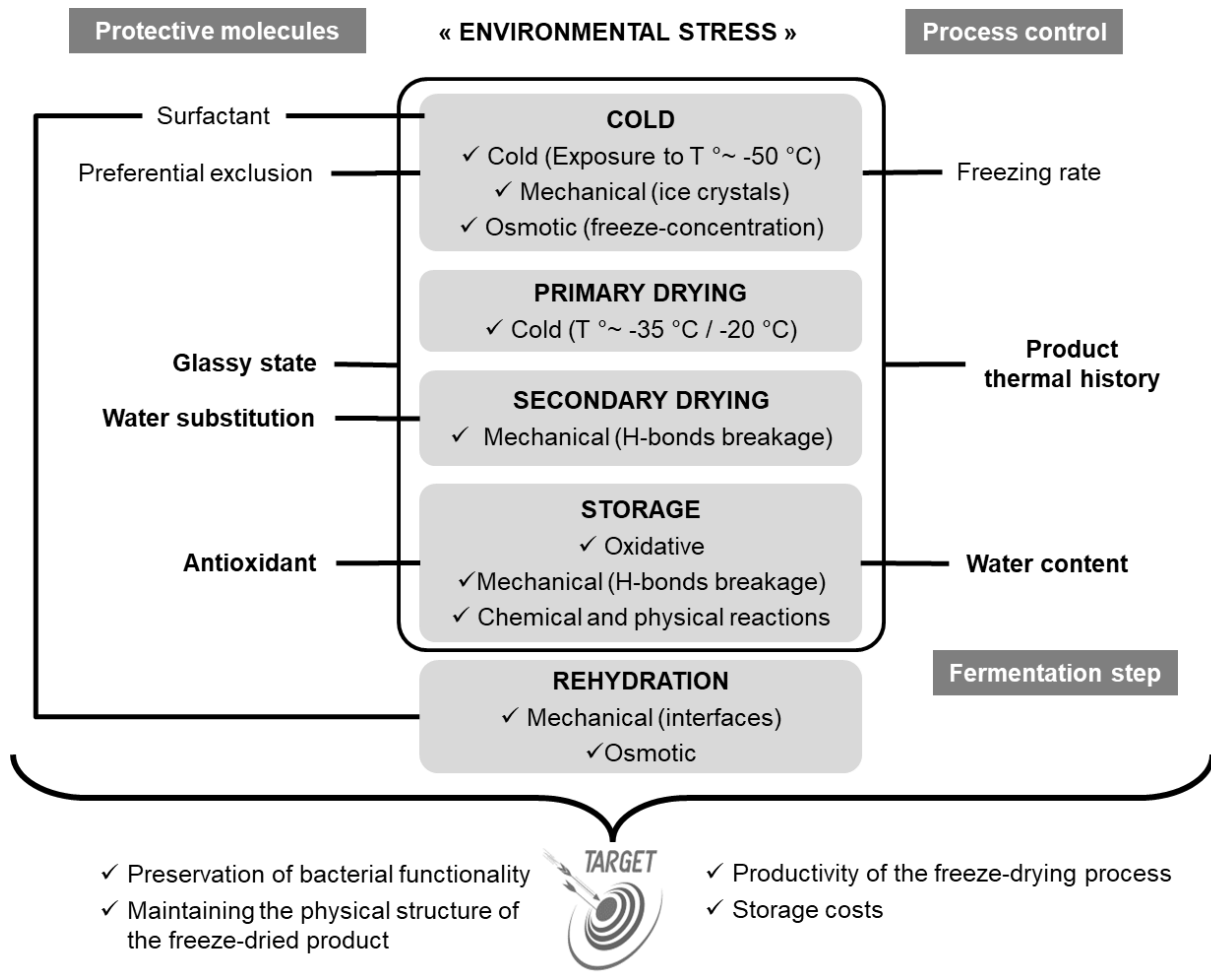 Protective molecules
« ENVIRONMENTAL STRESS »
Process control
Surfactant
Preferential exclusion
COLD
✓ Cold (Exposure to T °~ -50 °C)
✓ Mechanical (ice crystals)
✓ Osmotic (freeze-concentration)
Freezing rate
PRIMARY DRYING
✓ Cold (T °~ -35 °C / -20 °C)
Glassy state
Product
thermal history
Water substitution
SECONDARY DRYING
✓ Mechanical (H-bonds breakage)
STORAGE
✓ Oxidative
✓Mechanical (H-bonds breakage)
✓ Chemical and physical reactions
Antioxidant
Water content
REHYDRATION
✓ Mechanical (interfaces)
✓Osmotic
Fermentation step
✓ Preservation of bacterial functionality
✓ Maintaining the physical structure of
the freeze-dried product
TARGET
✓ Productivity of the freeze-drying process
✓ Storage costs